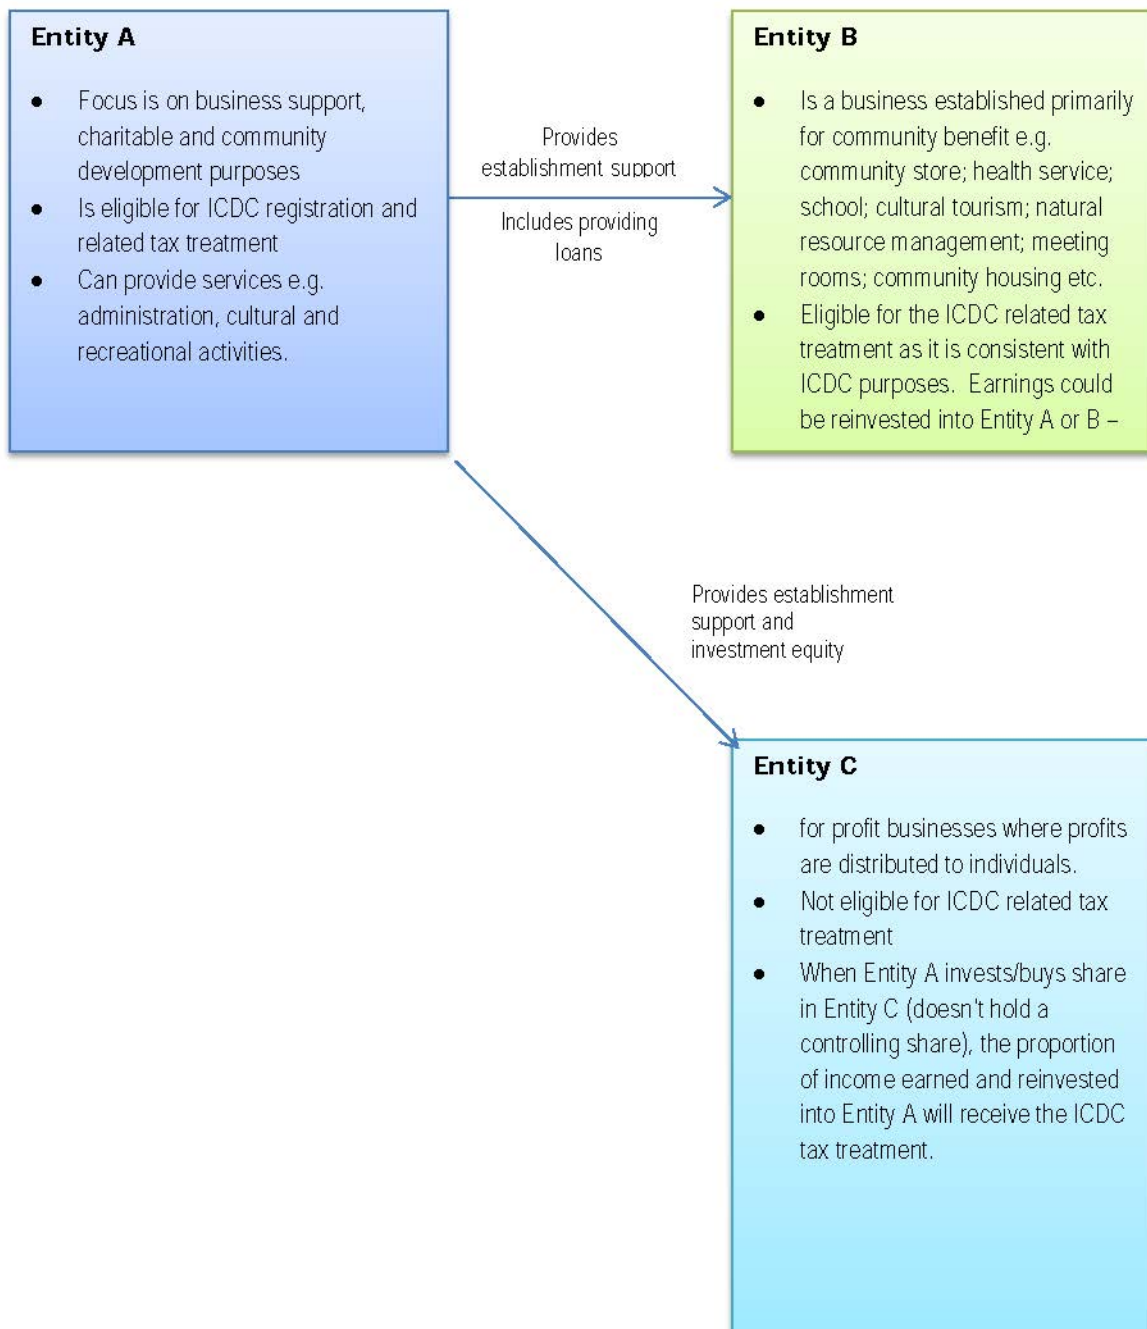 Entity A
● Focus is on business support,
charitable and community
development purposes
● Is eligible for ICDC registration and
related tax treatment
● Can provide services e.g.
administration, cultural and
recreational activities.
Provides
establishment support
Includes providing
loans
Entity B
● Is a business established primarily
for community benefit e.g.
community store; health service;
school; cultural tourism; natural
resource management; meeting
rooms; community housing etc.
● Eligible for the ICDC related tax
treatment as it is consistent with
ICDC purposes.  Earnings could
be reinvested into Entity A or B –
Provides establishment
support and
investment equity
Entity C
● for profit businesses where profits
are distributed to individuals.
● Not eligible for ICDC related tax
treatment
● When Entity A invests/buys share
in Entity C (doesn't hold a
controlling share), the proportion
of income earned and reinvested
into Entity A will receive the ICDC
tax treatment.